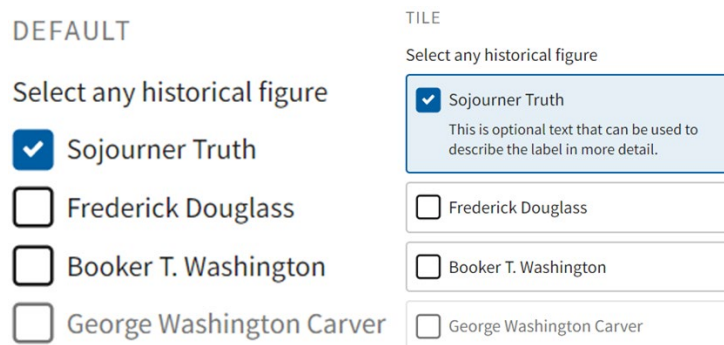 DEFAULT
Select any historical figure
Sojourner Truth
Frederick Douglass
Booker T. Washington
George Washington Carver
TILE
Select any historical figure
Sojourner Truth
This is optional text that can be used to
describe the label in more detail.
Frederick Douglass
Booker T. Washington
George Washington Carver